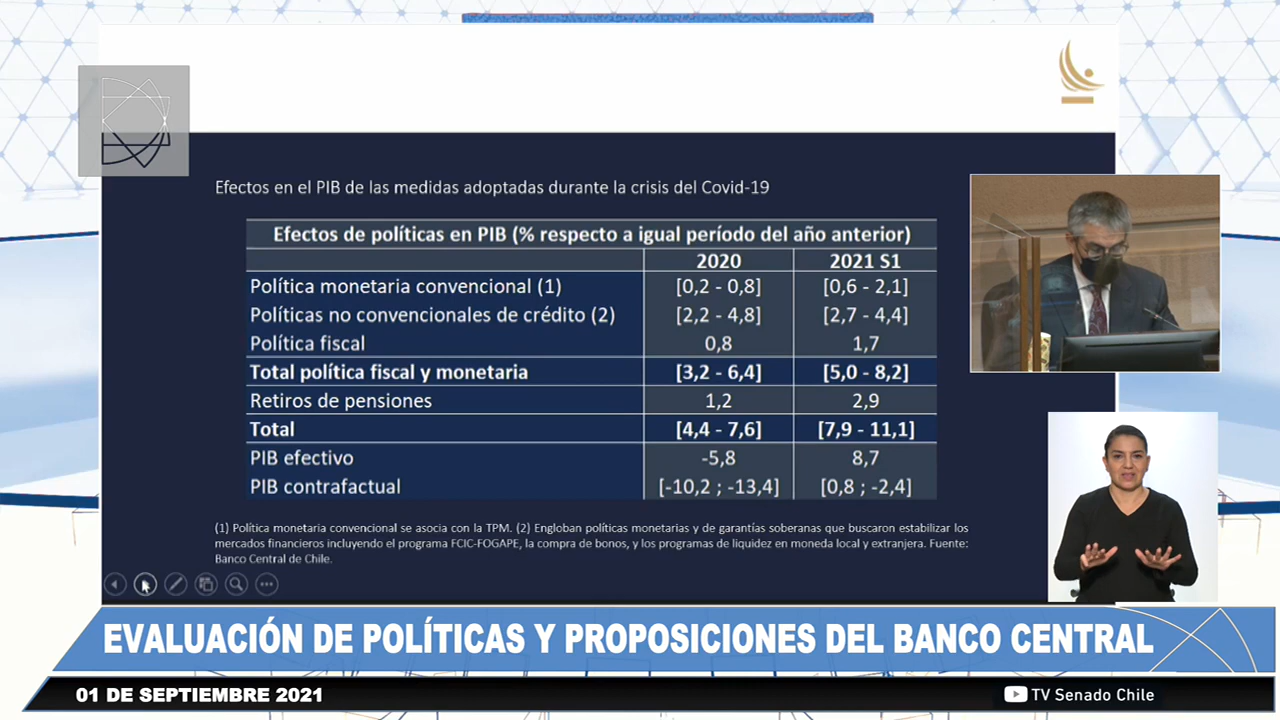 Efectos en el PIB de las medidas adoptadas durante la crisis del Covid-19
Efectos de políticas en PIB (% respecto a igual período del año anterior)
2020 2021 S1
Política monetaria convencional (1) [0,2 - 0,8] [0,6 - 2,1]
Políticas no convencionales de crédito (2) [2,2 - 4,8] [2,7 - 4,4]
Política fiscal 0,8 1,7
Total política fiscal y monetaria [3,2 - 6,4] [5,0 - 8,2]
Retiros de pensiones 1,2 2,9
Total [4,4 - 7,6] [7,9 - 11,1]
PIB efectivo -5,8 8,7
PIB contrafactual [-10,2 ; -13,4] [0,8 ; -2,4]
(1) Política monetaria convencional se asocia con la TPM. (2) Engloban políticas monetarias y de garantías soberanas que buscaron estabilizar los
mercados financieros incluyendo el programa FCIC-FOGAPE, la compra de bonos, y los programas de liquidez en moneda local y extranjera. Fuente:
Banco Central de Chile.
EVALUACIÓN DE POLÍTICAS Y PROPOSICIONES DEL BANCO CENTRAL
01 DE SEPTIEMBRE 2021
TV Senado Chile